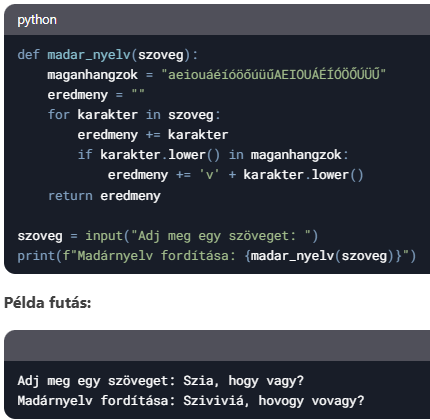 python
def madar_nyelv(szoveg):
    maganhangzok = "aeiouáéíóöőúüűAEIOUÁÉÍÓÖŐÚÜŰ"
    eredmeny = ""
    for karakter in szoveg:
        eredmeny += karakter
        if karakter.lower() in maganhangzok:
            eredmeny += 'v' + karakter.lower()
    return eredmeny
szoveg = input("Adj meg egy szöveget: ")
print(f"Madárnyelv fordítása: {madar_nyelv(szoveg)}")
Példa futás:
Adj meg egy szöveget: Szia, hogy vagy?
Madárnyelv fordítása: Sziviviá, hovogy vovagy?